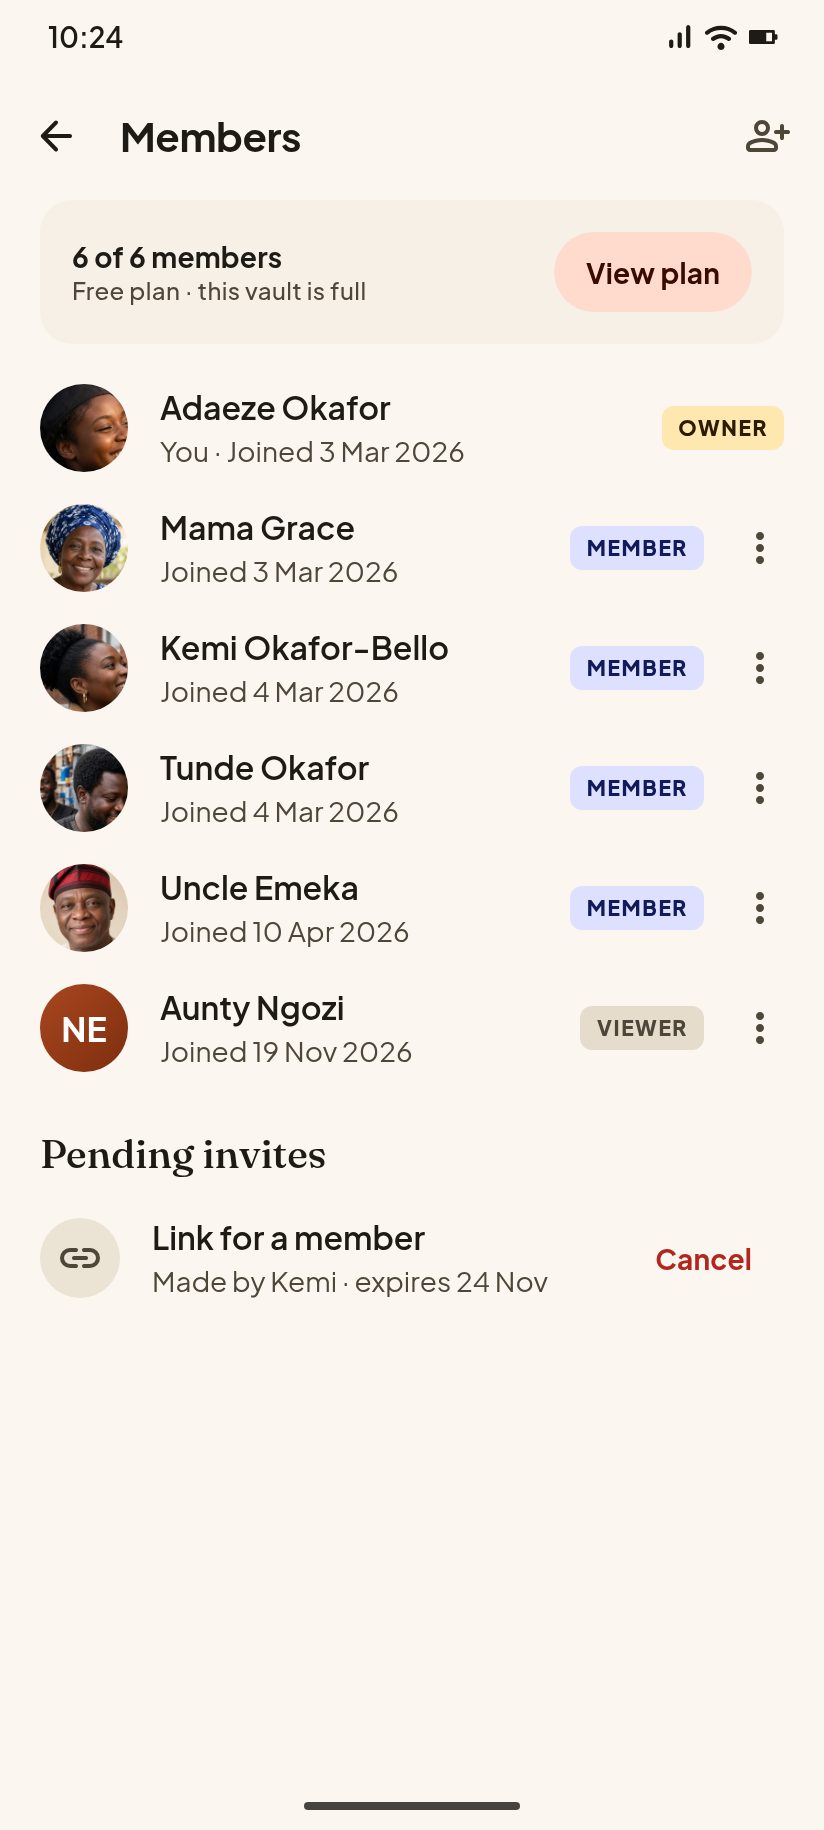 10:24
Members
6 of 6 members
Free plan · this vault is full
View plan
Adaeze Okafor
You · Joined 3 Mar 2026
OWNER
Mama Grace
Joined 3 Mar 2026
MEMBER
Kemi Okafor-Bello
Joined 4 Mar 2026
MEMBER
Tunde Okafor
Joined 4 Mar 2026
MEMBER
Uncle Emeka
Joined 10 Apr 2026
MEMBER
NE
Aunty Ngozi
Joined 19 Nov 2026
VIEWER
Pending invites
Link for a member
Made by Kemi · expires 24 Nov
Cancel